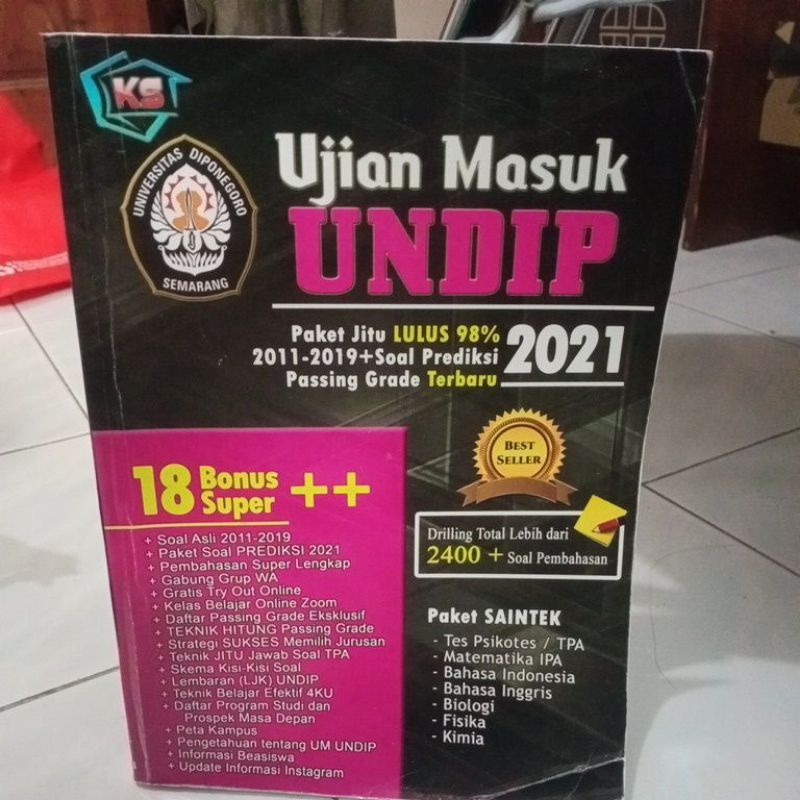 KS
UNIVERSITAS DIPONEGORO
SEMARANG
Ujian Masuk
UNDIP
Paket Jitu LULUS 98%
2011-2019+Soal Prediksi
Passing Grade Terbaru
2021
BEST
SELLER
18 Bonus
Super ++
+ Soal Asli 2011-2019
+ Paket Soal PREDIKSI 2021
+ Pembahasan Super Lengkap
+ Gabung Grup WA
+ Gratis Try Out Online
+ Kelas Belajar Online Zoom
+ Daftar Passing Grade Eksklusif
+ TEKNIK HITUNG Passing Grade
+ Strategi SUKSES Memilih Jurusan
+ Teknik JITU Jawab Soal TPA
+ Skema Kisi-Kisi Soal
+ Lembaran (LJK) UNDIP
+ Teknik Belajar Efektif 4KU
+ Daftar Program Studi dan
Prospek Masa Depan
+ Peta Kampus
+ Pengetahuan tentang UM UNDIP
+ Informasi Beasiswa
+ Update Informasi Instagram
Drilling Total Lebih dari
2400 + Soal Pembahasan
Paket SAINTEK
- Tes Psikotes / TPA
- Matematika IPA
- Bahasa Indonesia
- Bahasa Inggris
- Biologi
- Fisika
- Kimia